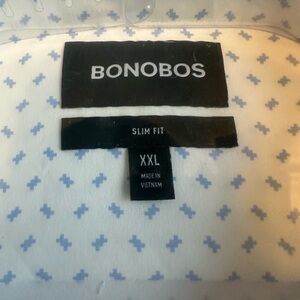 BONOBOS
SLIM FIT
XXL
MADE IN
VIETNAM